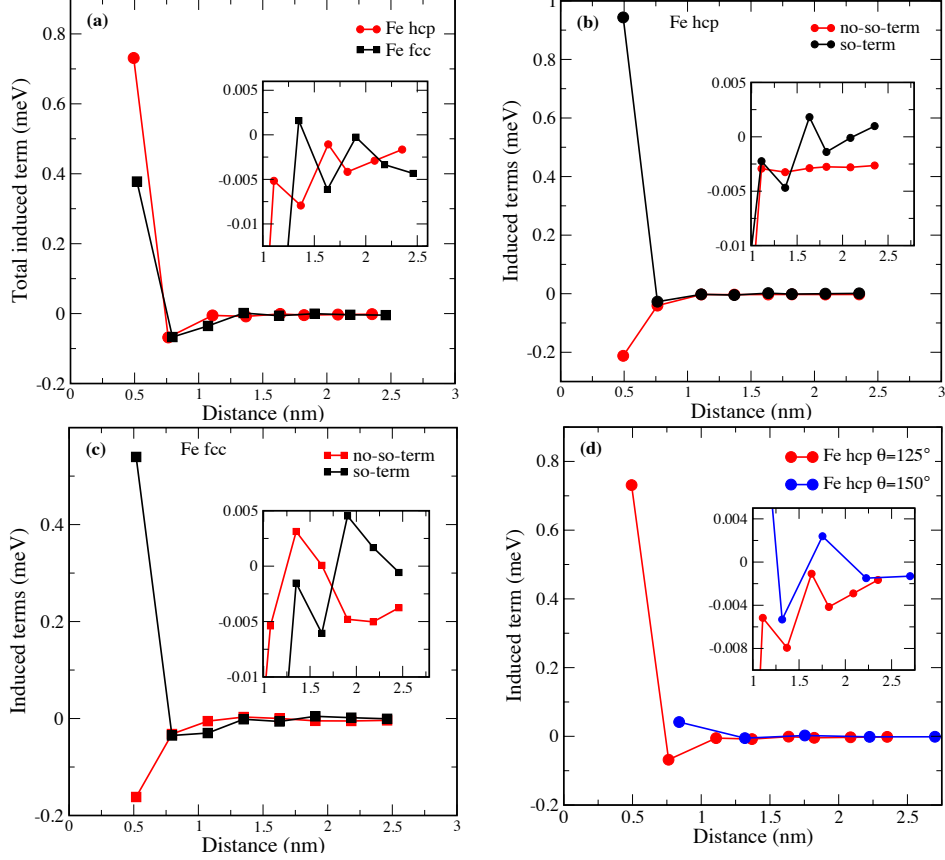 (a)
Fe hcp
Fe fcc
0.8
0.6
0.4
0.2
0
-0.2
Total induced term (meV)
0.005
0
-0.005
-0.01
1 1.5 2 2.5
0 0.5 1 1.5 2 2.5 3
Distance (nm)
(b) Fe hcp
no-so-term
so-term
1
0.8
0.6
0.4
0.2
0
-0.2
Induced terms (meV)
0.005
0
-0.005
-0.01
1 1.5 2 2.5
0 0.5 1 1.5 2 2.5 3
Distance (nm)
(c) Fe fcc
no-so-term
so-term
0.4
0.2
0
-0.2
Induced terms (meV)
0.005
0
-0.005
-0.01
1 1.5 2 2.5
0 0.5 1 1.5 2 2.5 3
Distance (nm)
(d)
Fe hcp θ=125°
Fe hcp θ=150°
0.8
0.6
0.4
0.2
0
-0.2
Induced term (meV)
0.004
0
-0.004
-0.008
1 1.5 2 2.5
0 0.5 1 1.5 2 2.5
Distance (nm)